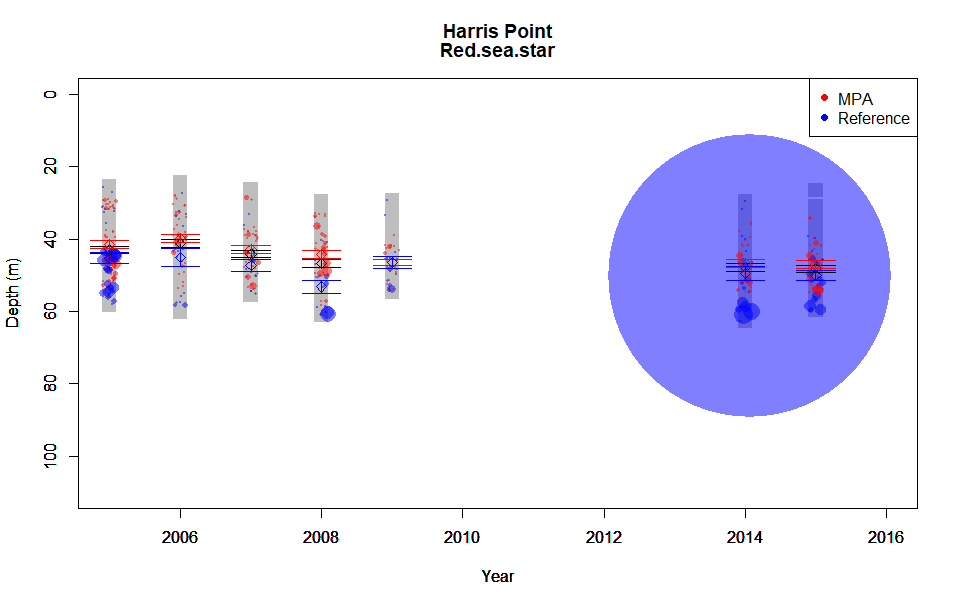 Harris Point
Red.sea.star
MPA
Reference
0
20
40
60
80
100
Depth (m)
2006
2008
2010
2012
2014
2016
Year